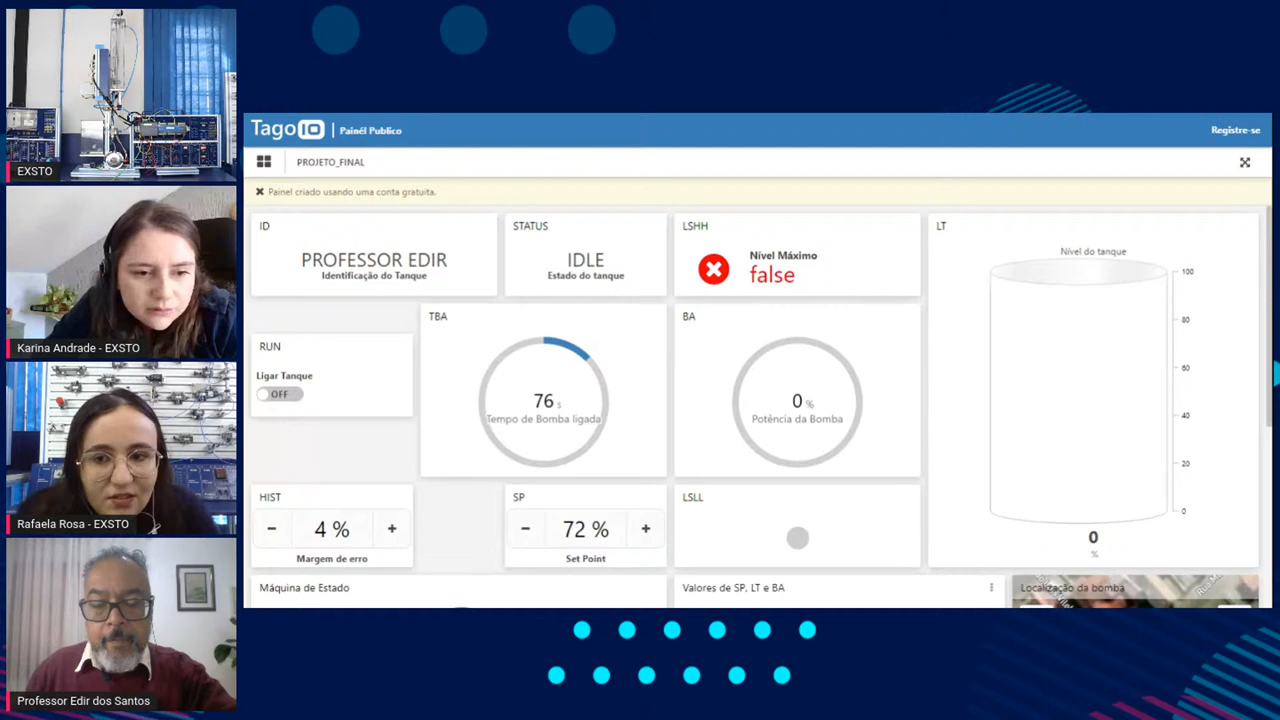 EXSTO
Karina Andrade - EXSTO
Rafaela Rosa - EXSTO
Professor Edir dos Santos
Tago IO | Painél Publico
Registre-se
PROJETO_FINAL
Painel criado usando uma conta gratuita.
ID
PROFESSOR EDIR
Identificação do Tanque
STATUS
IDLE
Estado do tanque
LSHH
Nível Máximo
false
LT
Nível do tanque
100
80
60
40
20
0
0
%
RUN
Ligar Tanque
OFF
TBA
76 s
Tempo de Bomba ligada
BA
0 %
Potência da Bomba
HIST
- 4 % +
Margem de erro
SP
- 72 % +
Set Point
LSLL
Máquina de Estado
Valores de SP, LT e BA
Localização da bomba